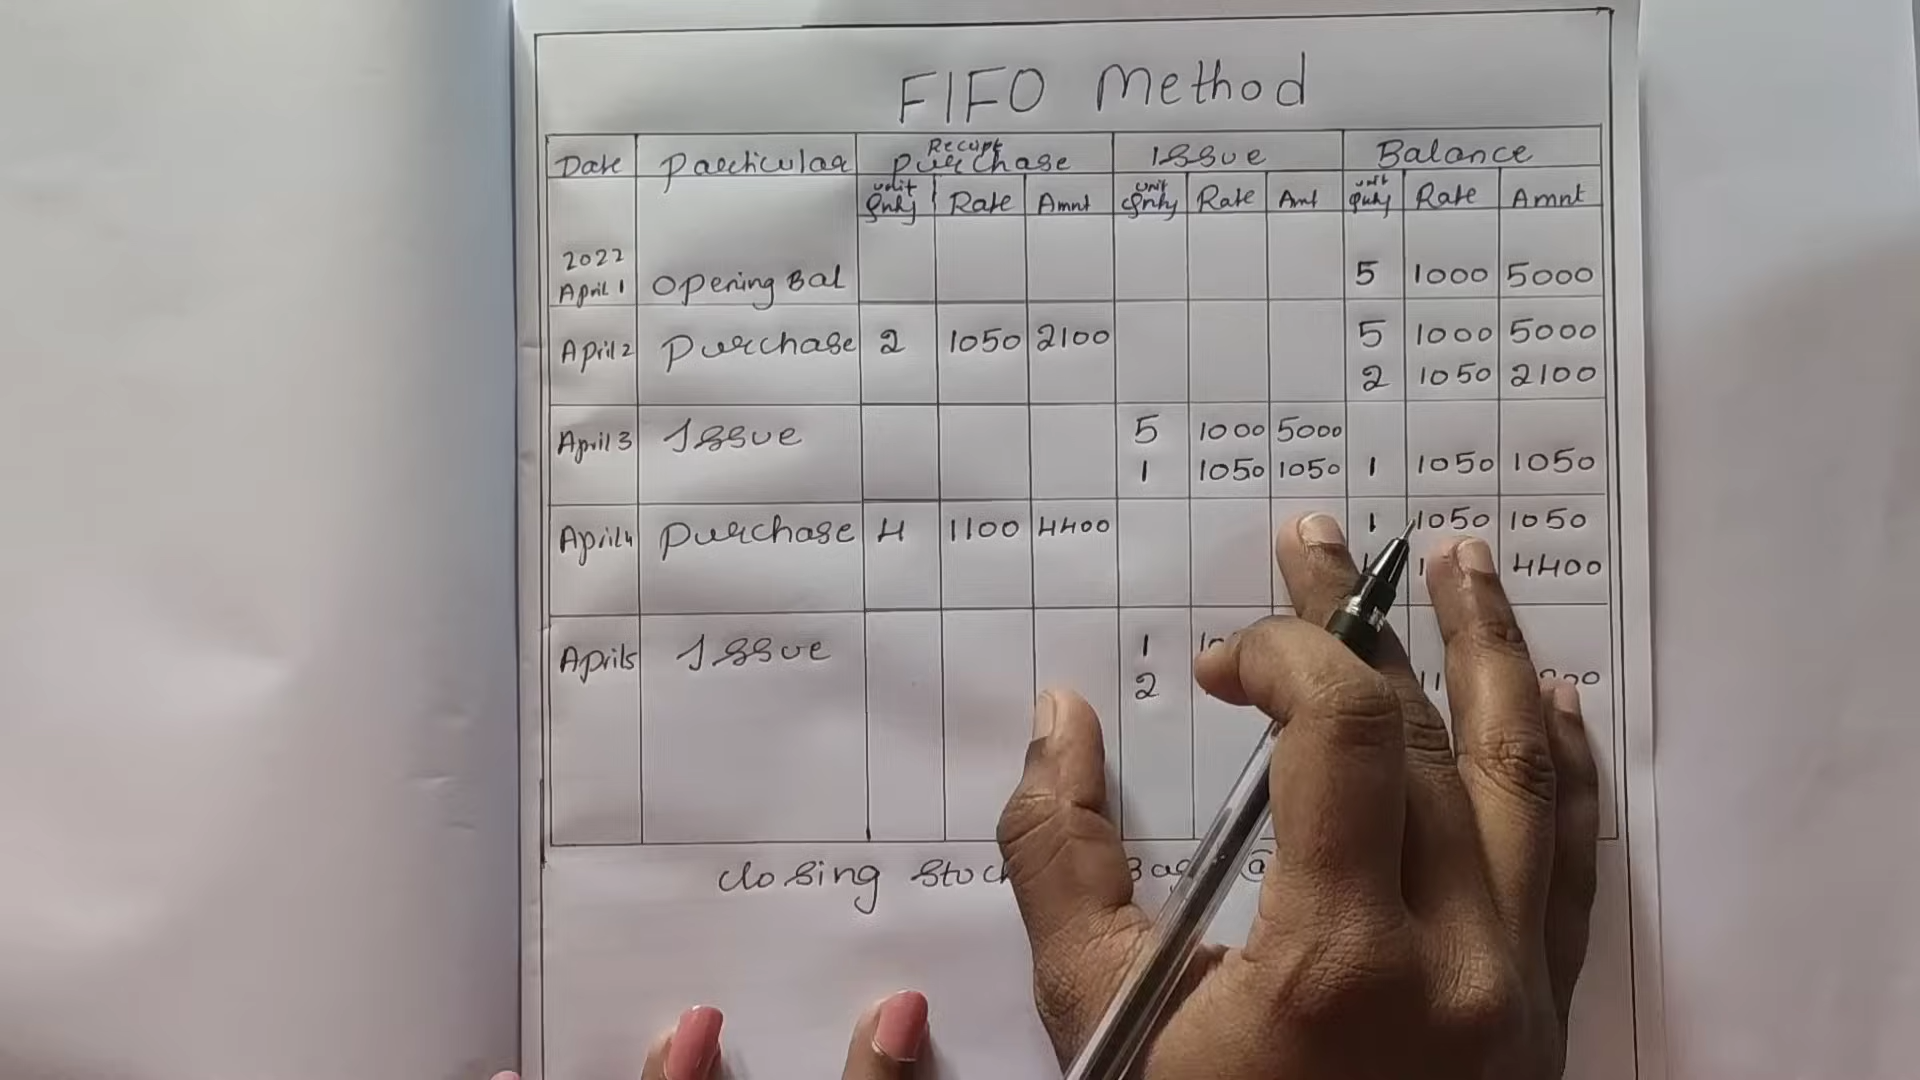 FIFO Method
Date Particular Receipt Purchase Issue Balance
unit Qnty Rate Amnt unit Qnty Rate Amt unit Qnty Rate Amnt
2022
April 1 Opening Bal 5 1000 5000
April 2 Purchase 2 1050 2100 5 1000 5000
2 1050 2100
April 3 Issue 5 1000 5000
1 1050 1050 1 1050 1050
April 4 Purchase 4 1100 4400 1 1050 1050
4400
April 5 Issue 1
2
Closing @